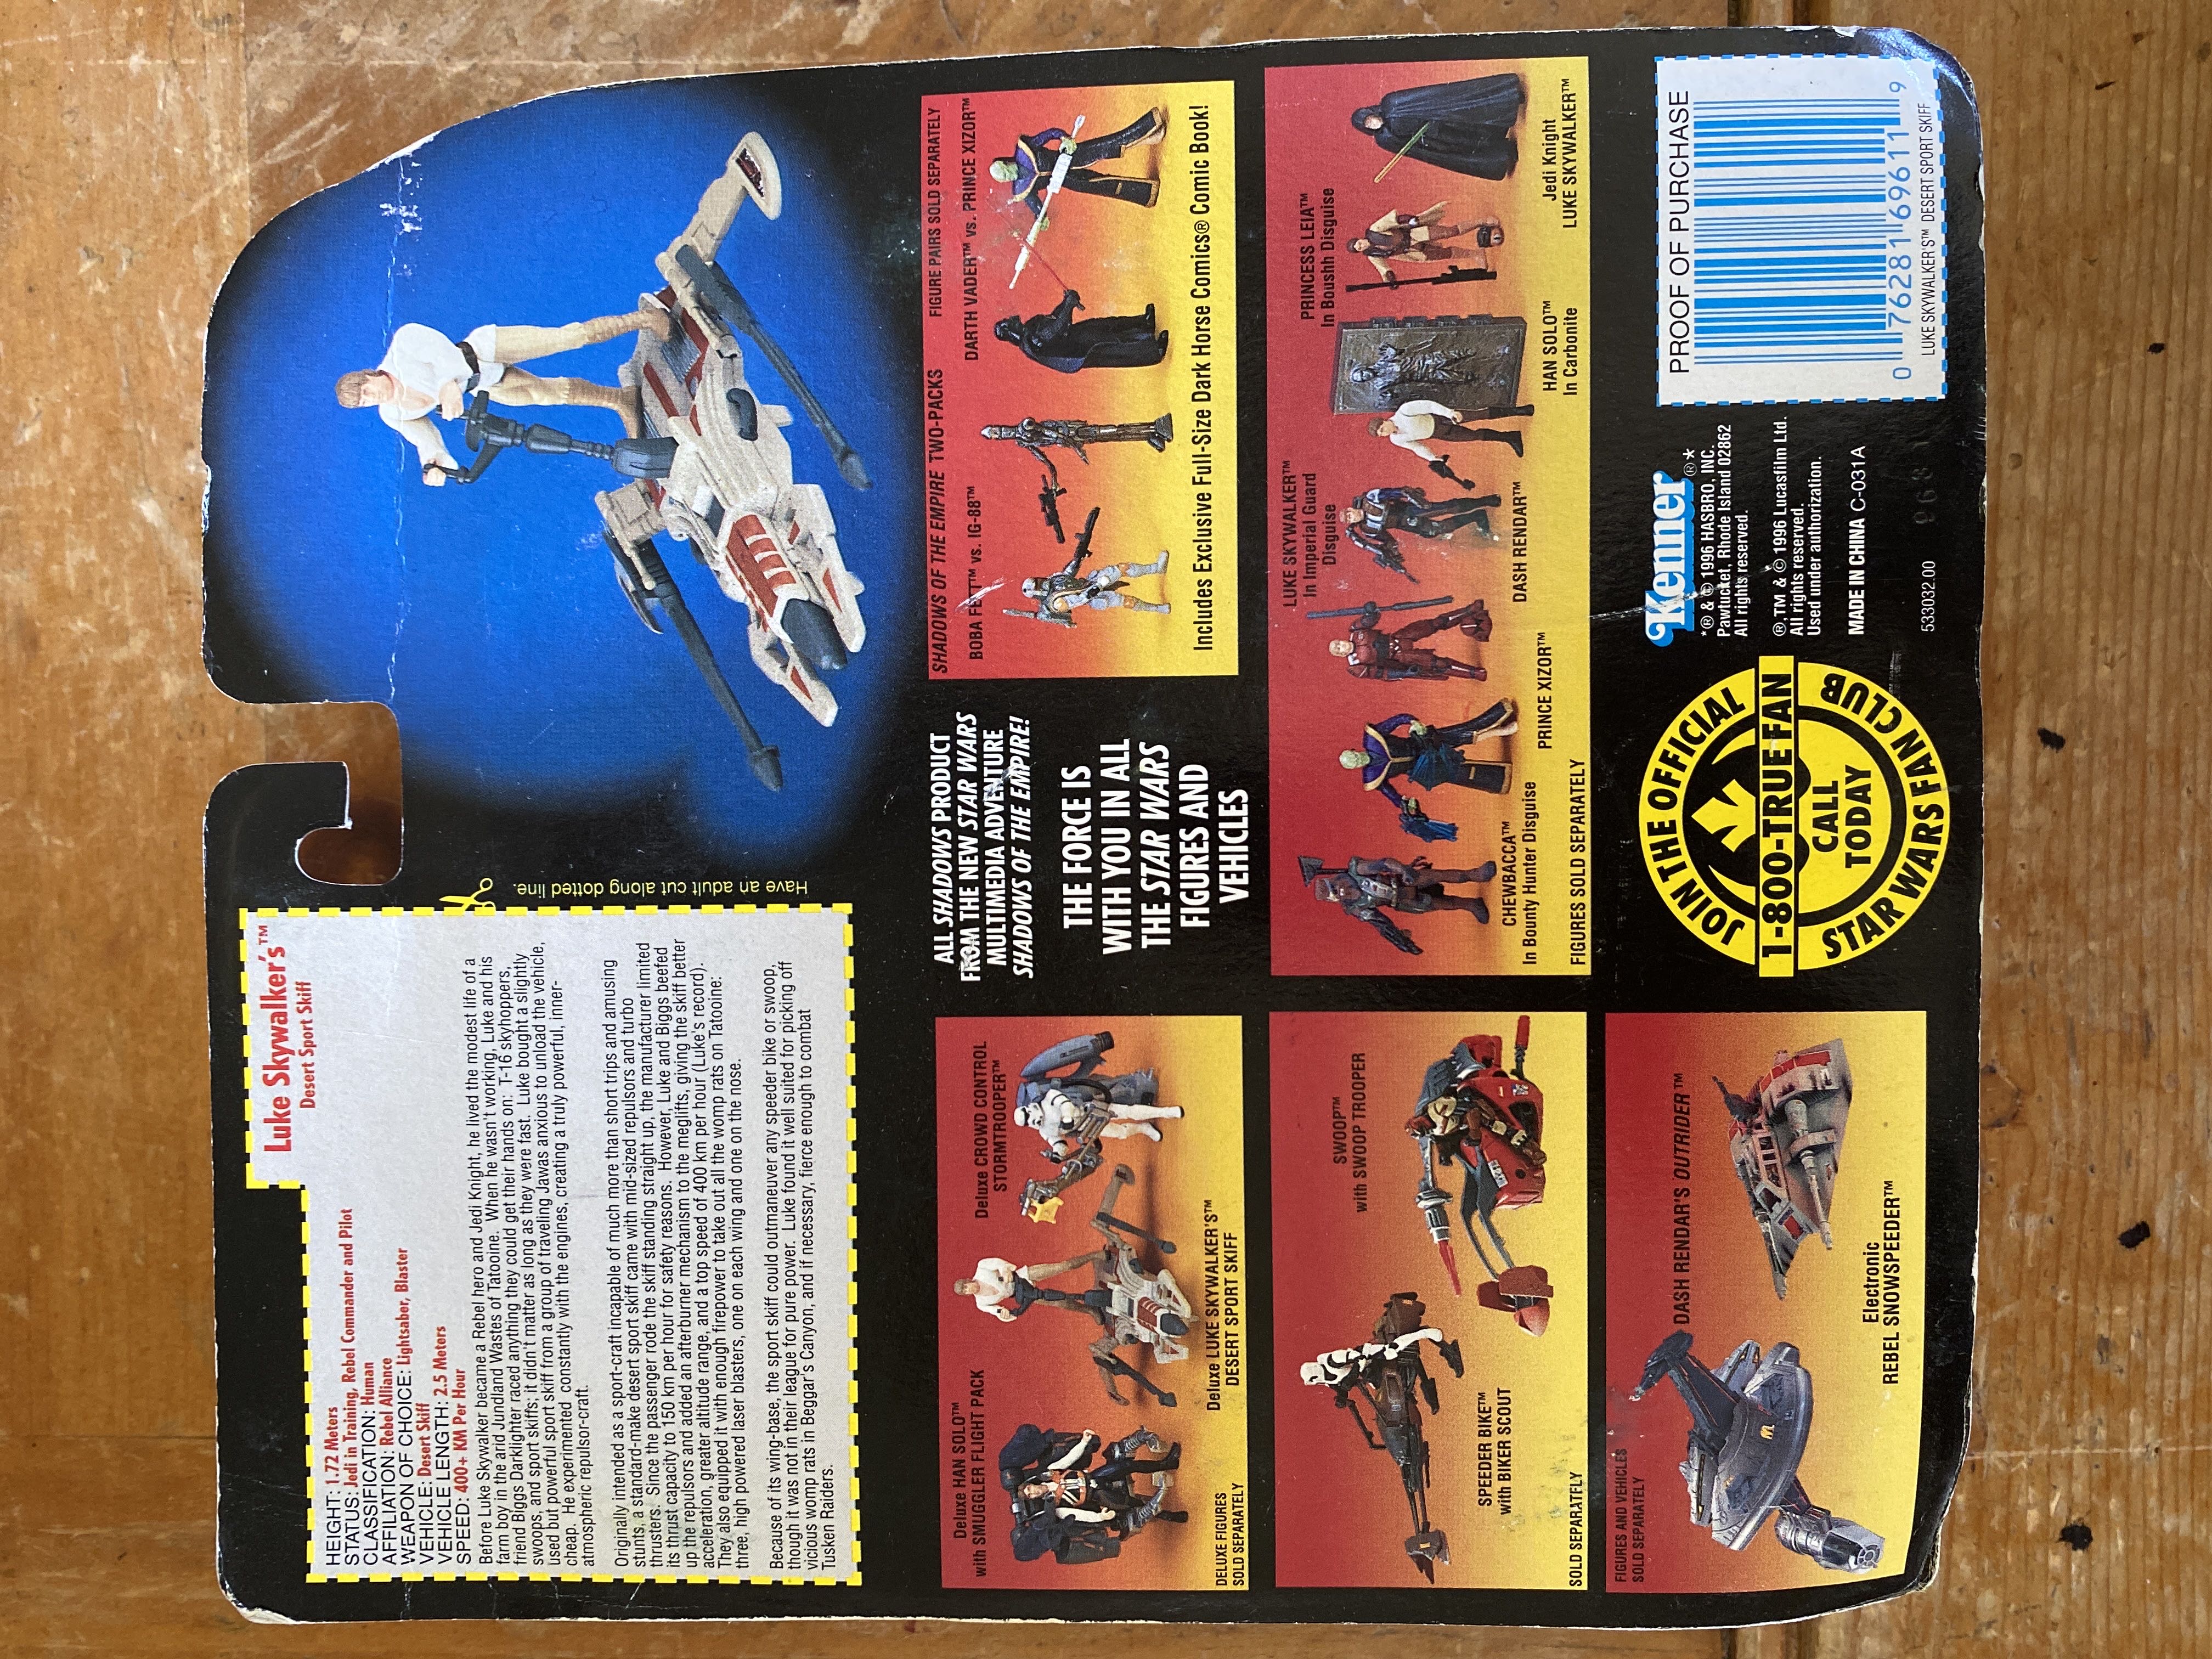 Luke Skywalker's™
Desert Sport Skiff
HEIGHT: 1.72 Meters
STATUS: Jedi in Training, Rebel Commander and Pilot
CLASSIFICATION: Human
AFFILIATION: Rebel Alliance
WEAPON OF CHOICE: Lightsaber, Blaster
VEHICLE: Desert Skiff
VEHICLE LENGTH: 2.5 Meters
SPEED: 400+ KM Per Hour
Before Luke Skywalker became a Rebel hero and Jedi Knight, he lived the modest life of a
farm boy in the arid Jundland Wastes of Tatooine. When he wasn't working, Luke and his
friend Biggs Darklighter raced anything they could get their hands on: T-16 skyhoppers,
swoops, and sport skiffs; it didn't matter as long as they were fast. Luke bought a slightly
used but powerful sport skiff from a group of traveling Jawas anxious to unload the vehicle,
cheap. He experimented constantly with the engines, creating a truly powerful, inner-
atmospheric repulsor-craft.
Originally intended as a sport-craft incapable of much more than short trips and amusing
stunts, a standard-make desert sport skiff came with mid-sized repulsors and turbo
thrusters. Since the passenger rode the skiff standing straight up, the manufacturer limited
its thrust capacity to 150 km per hour for safety reasons. However, Luke and Biggs beefed
up the repulsors and added an afterburner mechanism to the meglifts, giving the skiff better
acceleration, greater altitude range, and a top speed of 400 km per hour (Luke's record).
They also equipped it with enough firepower to take out all the womp rats on Tatooine:
three, high powered laser blasters, one on each wing and one on the nose.
Because of its wing-base, the sport skiff could outmaneuver any speeder bike or swoop,
though it was not in their league for pure power. Luke found it well suited for picking off
vicious womp rats in Beggar's Canyon, and if necessary, fierce enough to combat
Tusken Raiders.
Have an adult cut along dotted line.
ALL SHADOWS PRODUCT
FROM THE NEW STAR WARS
MULTIMEDIA ADVENTURE
SHADOWS OF THE EMPIRE!
THE FORCE IS
WITH YOU IN ALL
THE STAR WARS
FIGURES AND
VEHICLES
SHADOWS OF THE EMPIRE TWO-PACKS
FIGURE PAIRS SOLD SEPARATELY
BOBA FETT™ vs. IG-88™
DARTH VADER™ vs. PRINCE XIZOR™
Includes Exclusive Full-Size Dark Horse Comics® Comic Book!
Deluxe HAN SOLO™
with SMUGGLER FLIGHT PACK
Deluxe CROWD CONTROL
STORMTROOPER™
Deluxe LUKE SKYWALKER'S™
DESERT SPORT SKIFF
DELUXE FIGURES
SOLD SEPARATELY
LUKE SKYWALKER™
In Imperial Guard
Disguise
PRINCESS LEIA™
In Boushh Disguise
CHEWBACCA™
In Bounty Hunter Disguise
PRINCE XIZOR™
DASH RENDAR™
HAN SOLO™
In Carbonite
Jedi Knight
LUKE SKYWALKER™
FIGURES SOLD SEPARATELY
SWOOP™
with SWOOP TROOPER
SPEEDER BIKE™
with BIKER SCOUT
SOLD SEPARATELY
DASH RENDAR'S OUTRIDER™
Electronic
REBEL SNOWSPEEDER™
FIGURES AND VEHICLES
SOLD SEPARATELY
JOIN THE OFFICIAL
1-800-TRUE FAN
CALL
TODAY
STAR WARS FAN CLUB
Kenner®*
*® & © 1996 HASBRO, INC.
Pawtucket, Rhode Island 02862
All rights reserved.
®, TM & © 1996 Lucasfilm Ltd.
All rights reserved.
Used under authorization.
MADE IN CHINA C-031A
533032.00
PROOF OF PURCHASE
0 76281 69611 9
LUKE SKYWALKER'S™ DESERT SPORT SKIFF